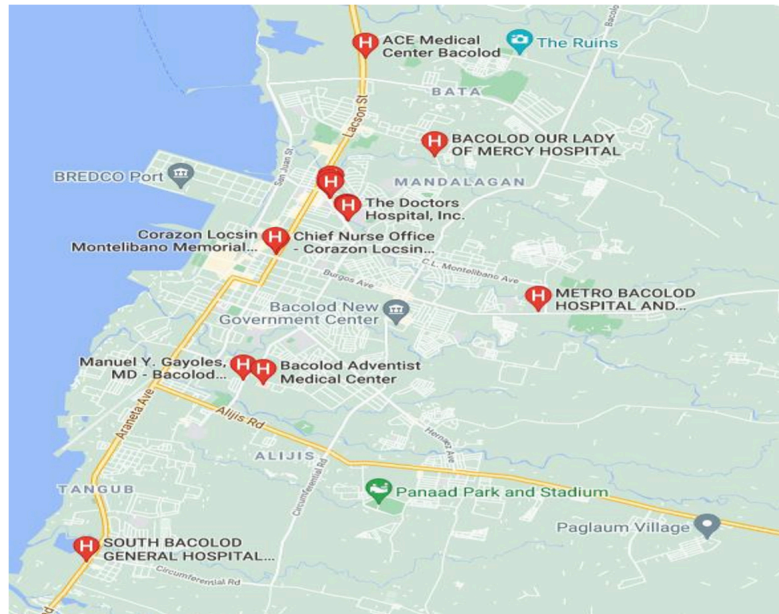 ACE Medical
Center Bacolod
The Ruins
Bacolo
Lacson St
BATA
BACOLOD OUR LADY
OF MERCY HOSPITAL
San Juan St
BREDCO Port
MANDALAGAN
The Doctors
Hospital, Inc.
Corazon Locsin
Montelibano Memorial...
Chief Nurse Office
- Corazon Locsin...
C.L. Montelibano Ave
Burgos Ave
METRO BACOLOD
HOSPITAL AND...
Bacolod New
Government Center
Manuel Y. Gayoles,
MD - Bacolod...
Bacolod Adventist
Medical Center
Araneta Ave
Alijis Rd
Hernaez Ave
ALIJIS
Circumferential Rd
TANGUB
Panaad Park and Stadium
Paglaum Village
SOUTH BACOLOD
GENERAL HOSPITAL...
Circumferential Rd